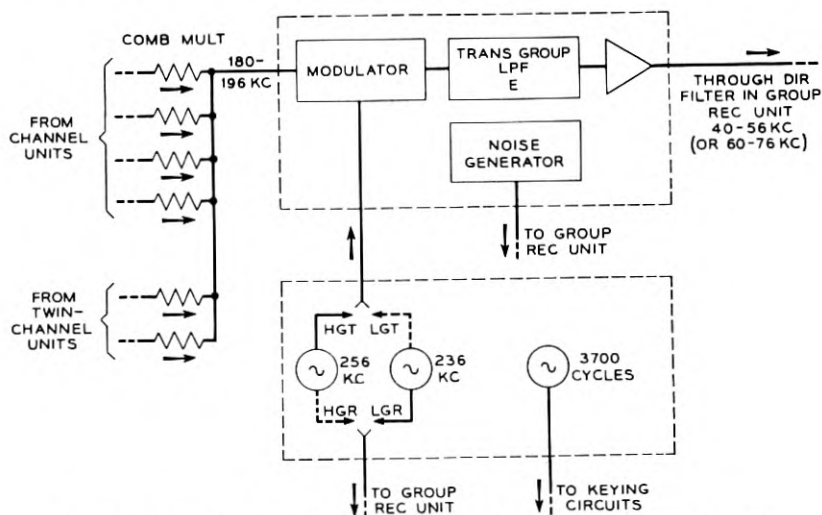 COMB MULT
180-
196 KC
FROM
CHANNEL
UNITS
FROM
TWIN-
CHANNEL
UNITS
MODULATOR
TRANS GROUP
LPF
E
NOISE
GENERATOR
THROUGH DIR
FILTER IN GROUP
REC UNIT
40-56 KC
(OR 60-76 KC)
TO GROUP
REC UNIT
HGT LGT
256
KC
236
KC
3700
CYCLES
HGR LGR
TO GROUP
REC UNIT
TO KEYING
CIRCUITS